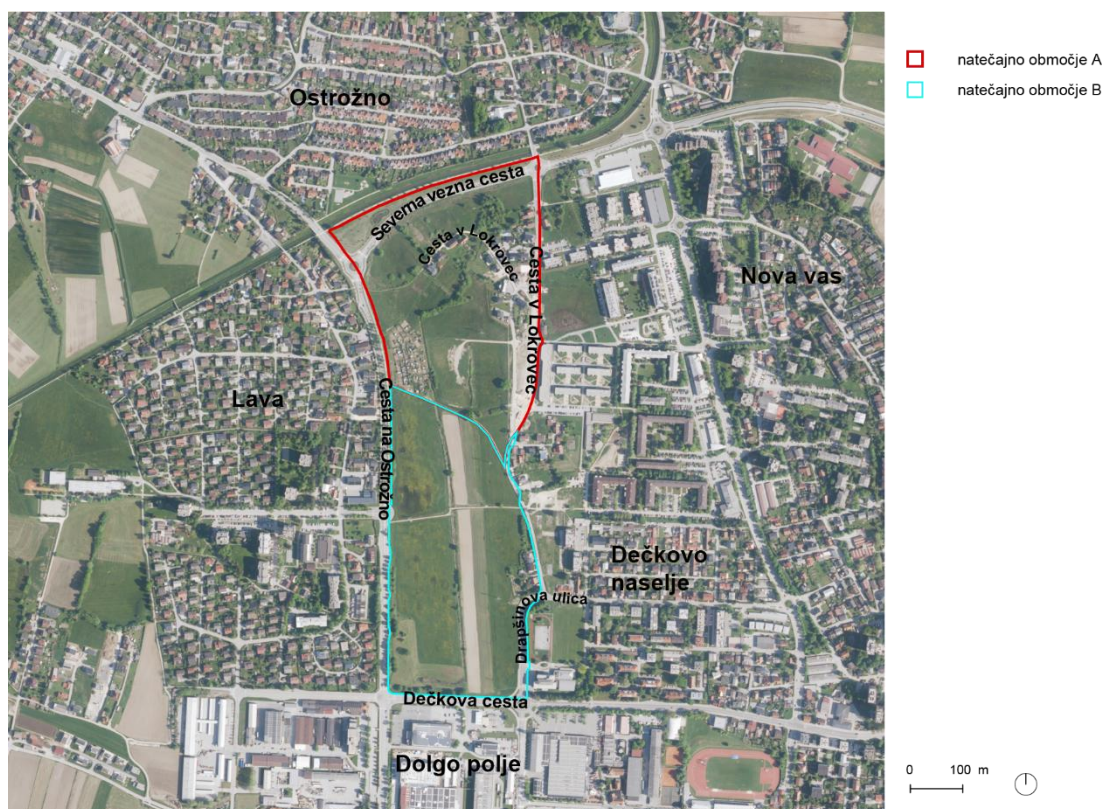 natečajno območje A
natečajno območje B
Ostrožno
Severna vezna cesta
Cesta v Lokrovec
Cesta v Lokrovec
Nova vas
Lava
Cesta na Ostrožno
Dečkovo
naselje
Drapšinova ulica
Dečkova cesta
Dolgo polje
0 100 m